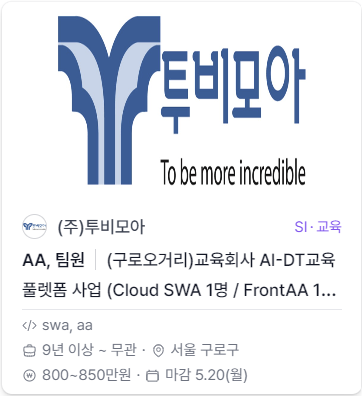 투비모아
To be more incredible
(주)투비모아 SI · 교육
AA, 팀원 | (구로오거리)교육회사 AI-DT교육
풀렛폼 사업 (Cloud SWA 1명 / FrontAA 1...
</> swa, aa
9년 이상 ~ 무관 · 서울 구로구
₩ 800~850만원 · 마감 5.20(월)